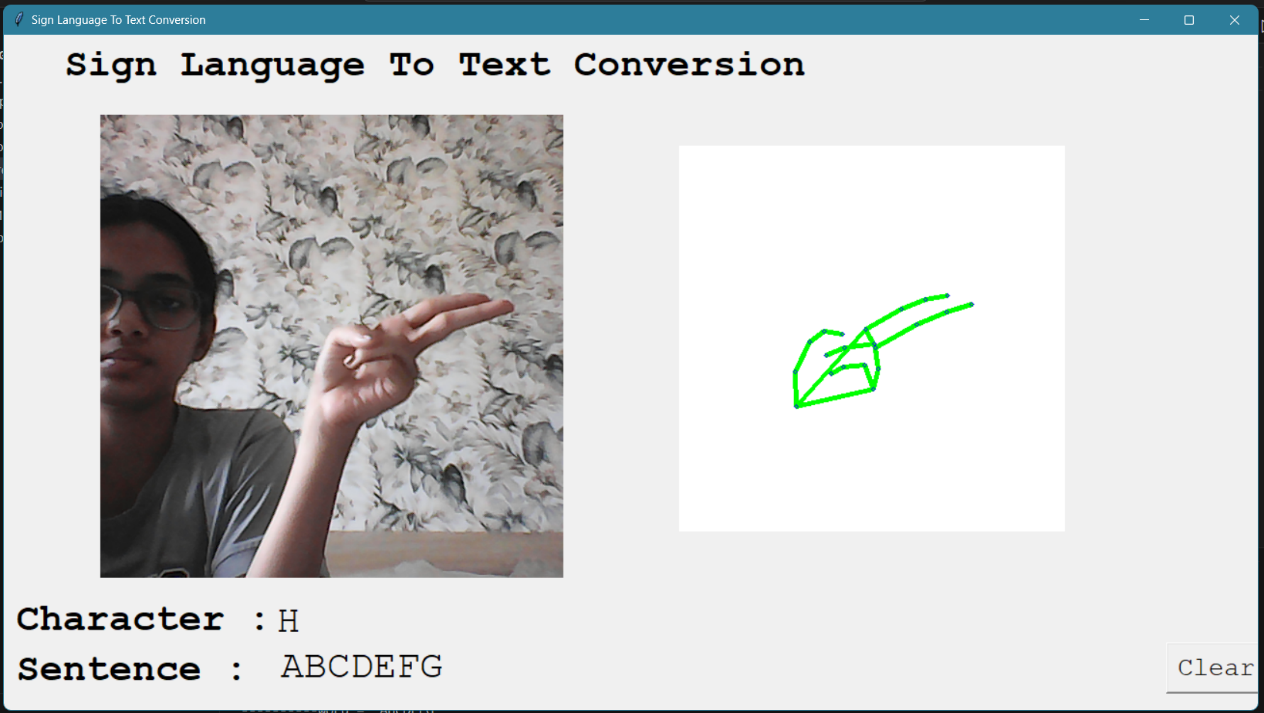 Sign Language To Text Conversion
Sign Language To Text Conversion
Character : H
Sentence : ABCDEFG
Clear